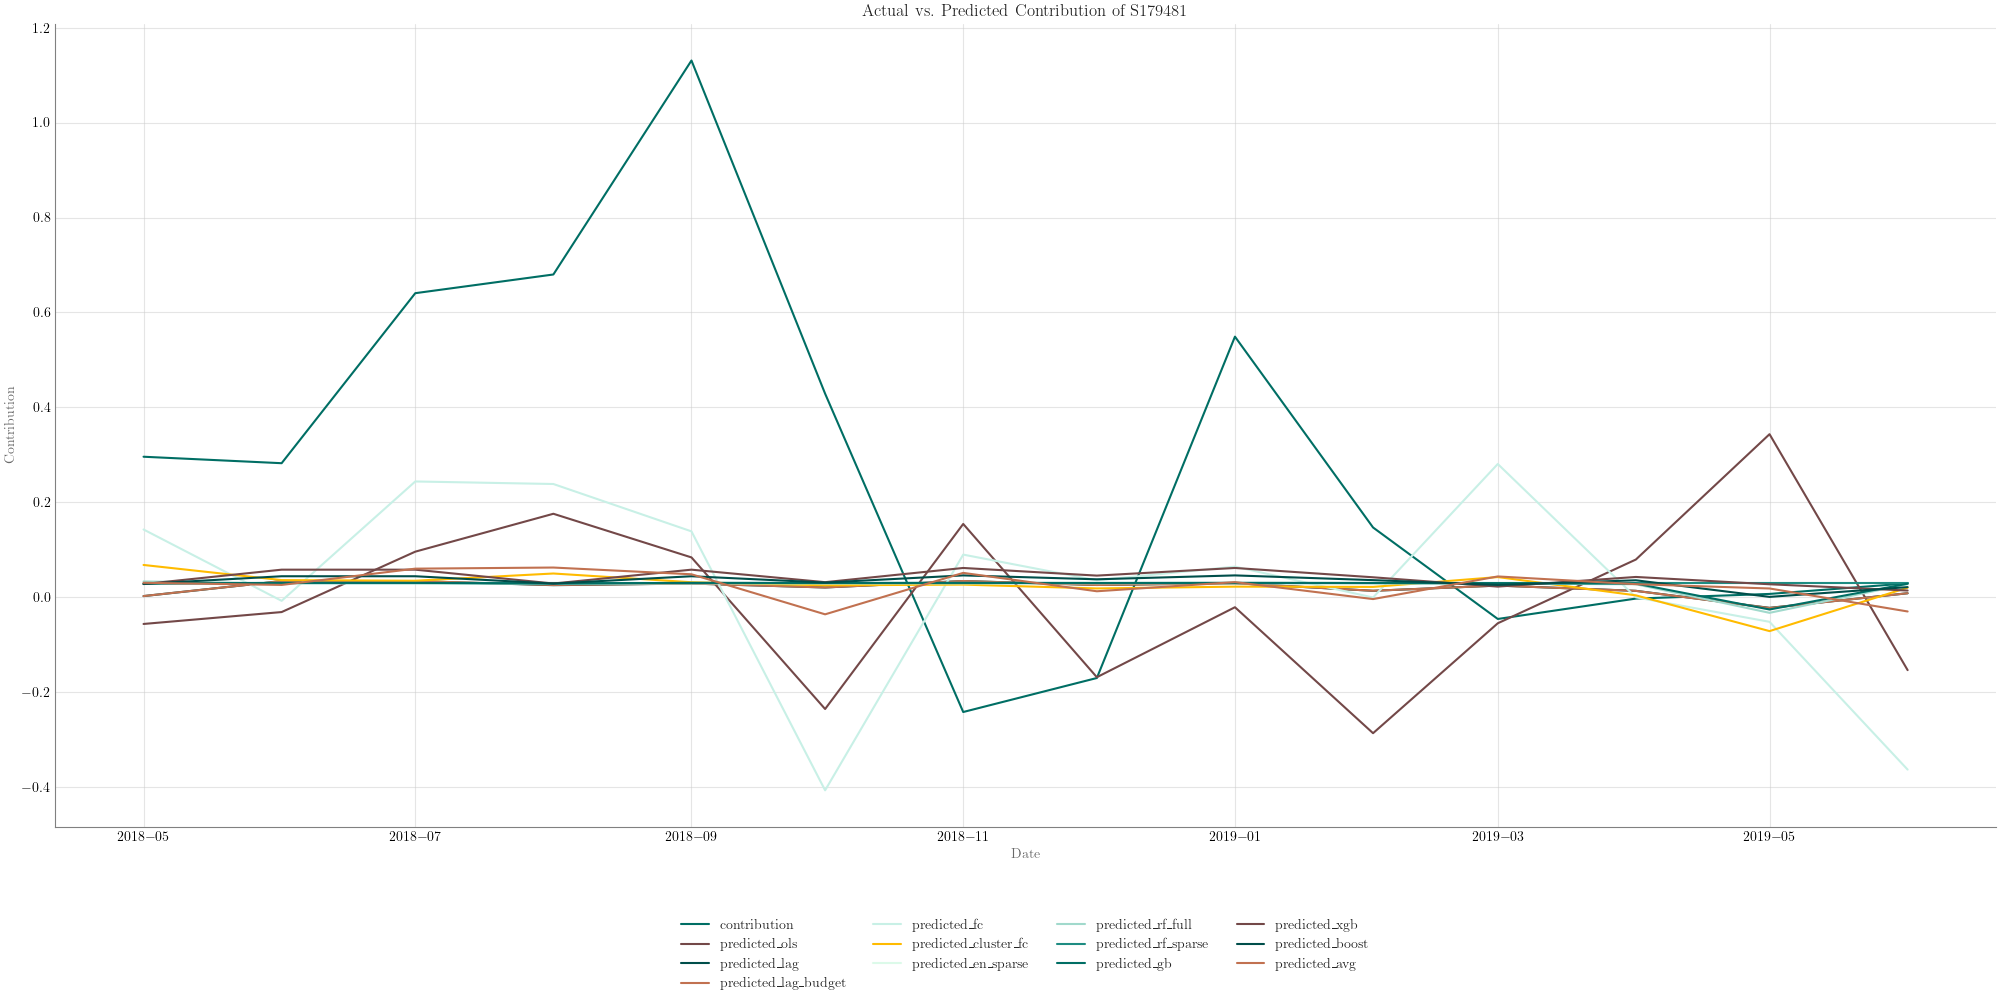 Actual vs. Predicted Contribution of S179481
1.2
1.0
0.8
0.6
0.4
0.2
0.0
−0.2
−0.4
Contribution
2018−05 2018−07 2018−09 2018−11 2019−01 2019−03 2019−05
Date
contribution predicted_fc predicted_rf_full predicted_xgb
predicted_ols predicted_cluster_fc predicted_rf_sparse predicted_boost
predicted_lag predicted_en_sparse predicted_gb predicted_avg
predicted_lag_budget